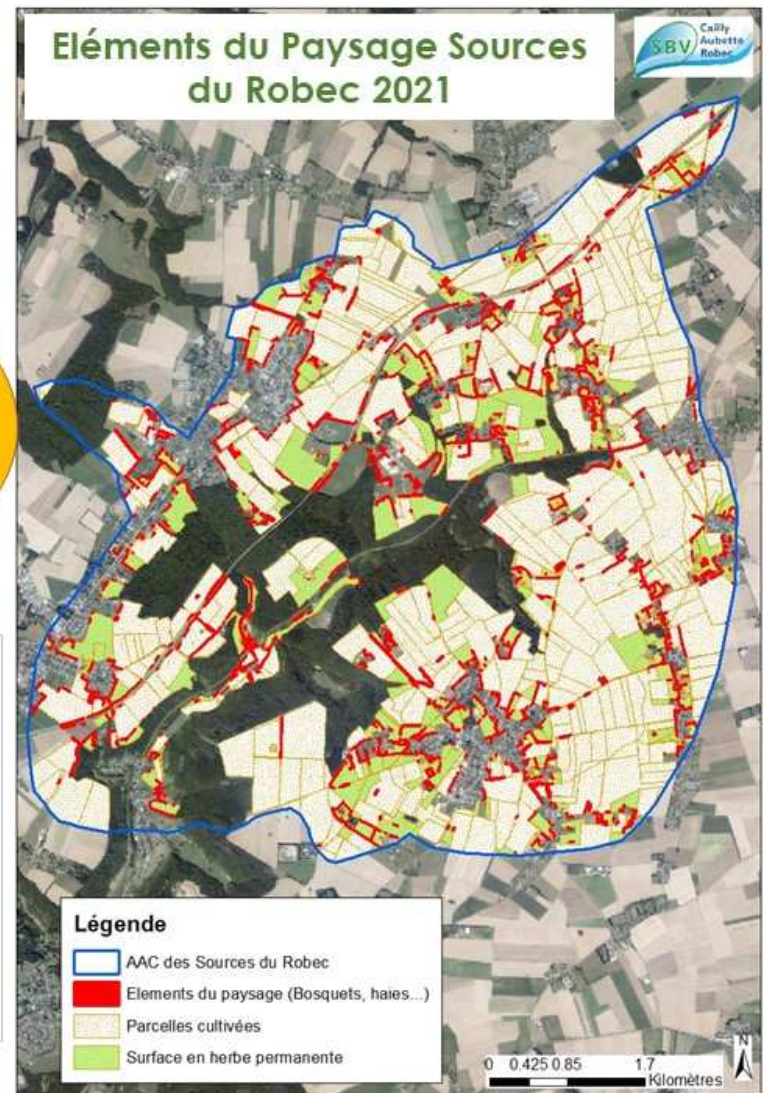 Eléments du Paysage Sources
du Robec 2021
SBV
Cailly
Aubette
Robec
Légende
AAC des Sources du Robec
Elements du paysage (Bosquets, haies...)
Parcelles cultivées
Surface en herbe permanente
N
0 0.425 0.85 1.7
Kilomètres